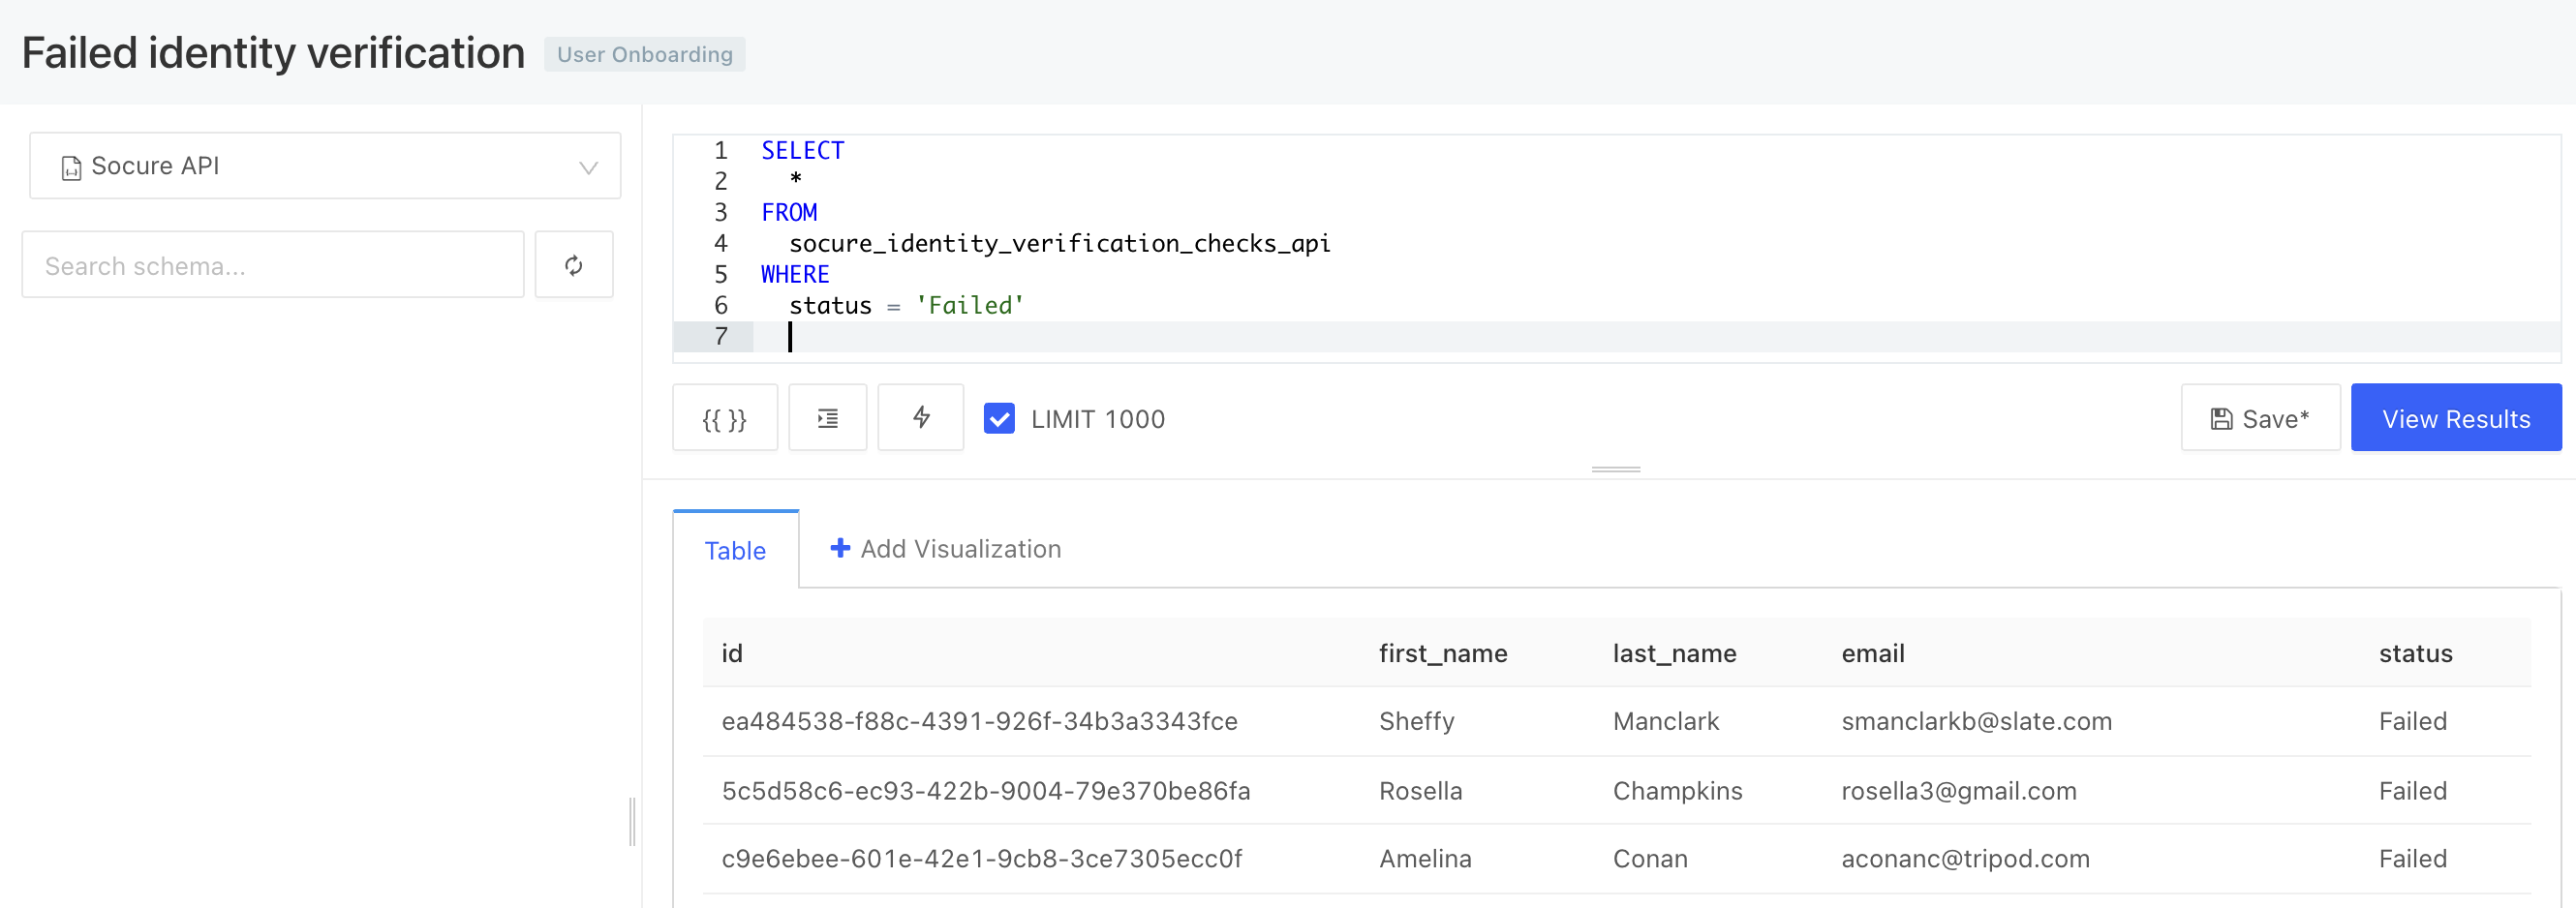 Failed identity verification User Onboarding
Socure API
Search schema...
1 SELECT
2 *
3 FROM
4 socure_identity_verification_checks_api
5 WHERE
6 status = 'Failed'
7
{{ }} LIMIT 1000 Save* View Results
Table Add Visualization
id first_name last_name email status
ea484538-f88c-4391-926f-34b3a3343fce Sheffy Manclark smanclarkb@slate.com Failed
5c5d58c6-ec93-422b-9004-79e370be86fa Rosella Champkins rosella3@gmail.com Failed
c9e6ebee-601e-42e1-9cb8-3ce7305ecc0f Amelina Conan aconanc@tripod.com Failed